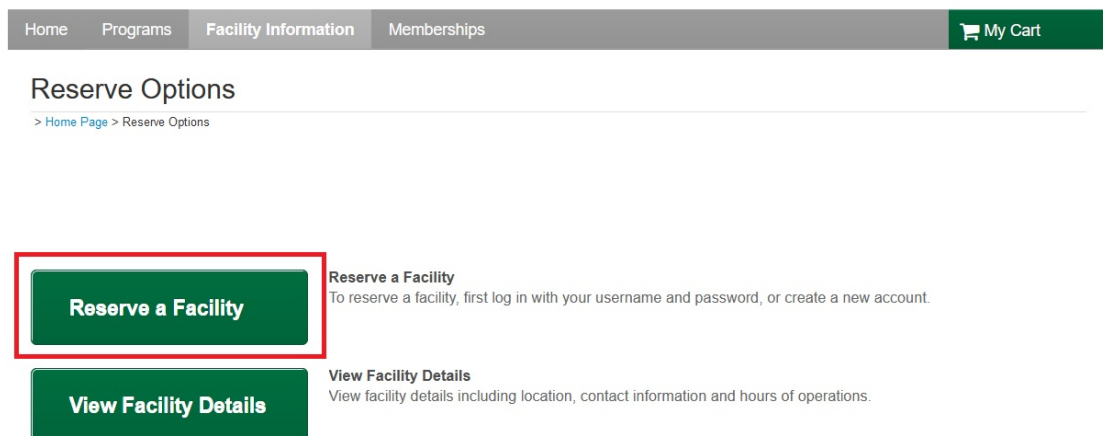 Home Programs Facility Information Memberships My Cart
Reserve Options
> Home Page > Reserve Options
Reserve a Facility
Reserve a Facility
To reserve a facility, first log in with your username and password, or create a new account.
View Facility Details
View Facility Details
View facility details including location, contact information and hours of operations.